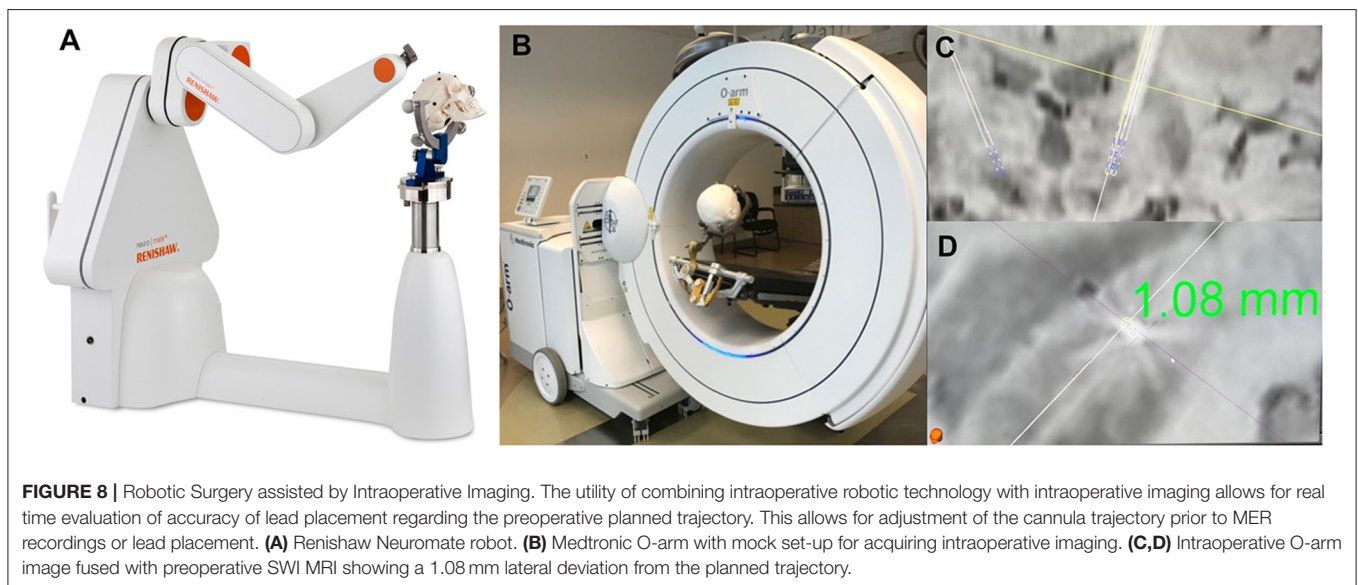 A
neuro | mate®
RENISHAW.
RENISHAW.
B
O-arm
Medtronic
O-arm
C
D
1.08 mm
FIGURE 8 | Robotic Surgery assisted by Intraoperative Imaging. The utility of combining intraoperative robotic technology with intraoperative imaging allows for real
time evaluation of accuracy of lead placement regarding the preoperative planned trajectory. This allows for adjustment of the cannula trajectory prior to MER
recordings or lead placement. (A) Renishaw Neuromate robot. (B) Medtronic O-arm with mock set-up for acquiring intraoperative imaging. (C,D) Intraoperative O-arm
image fused with preoperative SWI MRI showing a 1.08 mm lateral deviation from the planned trajectory.